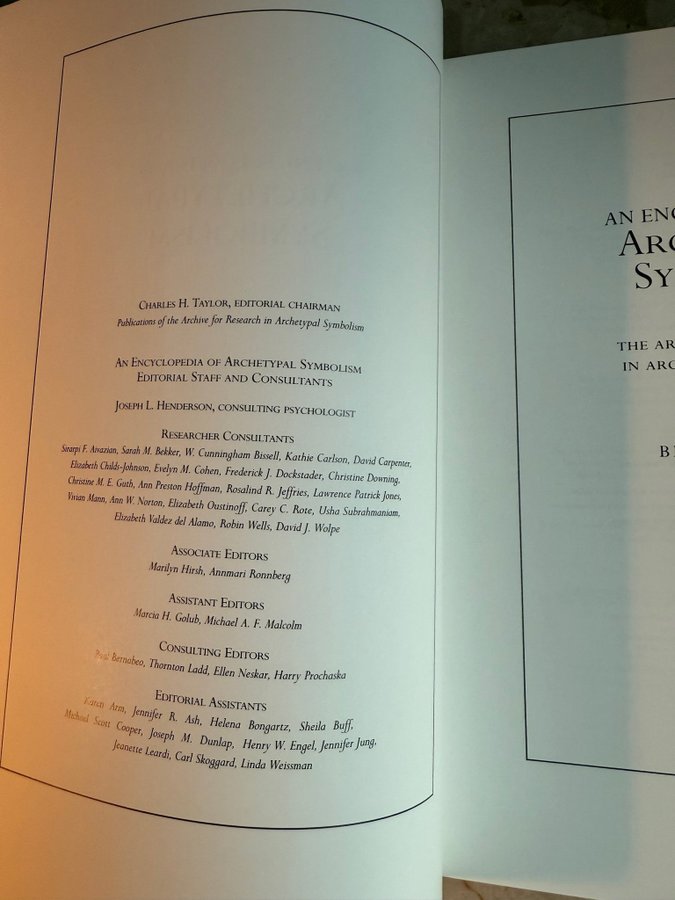 CHARLES H. TAYLOR, EDITORIAL CHAIRMAN
Publications of the Archive for Research in Archetypal Symbolism
AN ENCYCLOPEDIA OF ARCHETYPAL SYMBOLISM
EDITORIAL STAFF AND CONSULTANTS
JOSEPH L. HENDERSON, CONSULTING PSYCHOLOGIST
RESEARCHER CONSULTANTS
Sirarpi F. Aivazian, Sarah M. Bekker, W. Cunningham Bissell, Kathie Carlson, David Carpenter,
Elizabeth Childs-Johnson, Evelyn M. Cohen, Frederick J. Dockstader, Christine Downing,
Christine M. E. Guth, Ann Preston Hoffman, Rosalind R. Jeffries, Lawrence Patrick Jones,
Vivian Mann, Ann W. Norton, Elizabeth Oustinoff, Carey C. Rote, Usha Subrahmaniam,
Elizabeth Valdez del Alamo, Robin Wells, David J. Wolpe
ASSOCIATE EDITORS
Marilyn Hirsh, Annmari Ronnberg
ASSISTANT EDITORS
Marcia H. Golub, Michael A. F. Malcolm
CONSULTING EDITORS
Paul Bernabeo, Thornton Ladd, Ellen Neskar, Harry Prochaska
EDITORIAL ASSISTANTS
Karen Arm, Jennifer R. Ash, Helena Bongartz, Sheila Buff,
Michael Scott Cooper, Joseph M. Dunlap, Henry W. Engel, Jennifer Jung,
Jeanette Leardi, Carl Skoggard, Linda Weissman
AN ENC
ARC
SY
THE AR
IN ARC
B